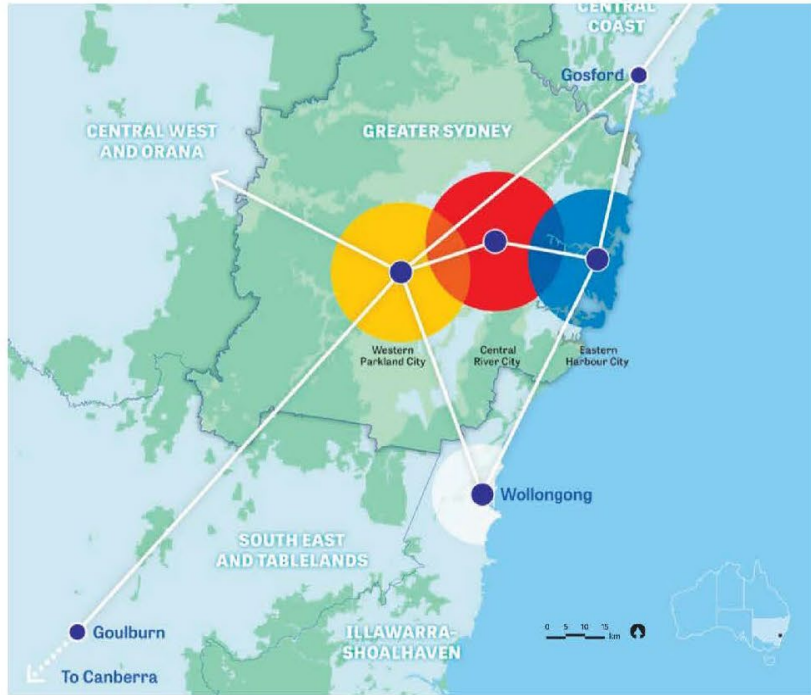 CENTRAL
COAST
Gosford
CENTRAL WEST
AND ORANA
GREATER SYDNEY
Western
Parkland City
Central
River City
Eastern
Harbour City
Wollongong
SOUTH EAST
AND TABLELANDS
Goulburn
ILLAWARRA-
SHOALHAVEN
To Canberra
0 5 10 15
km